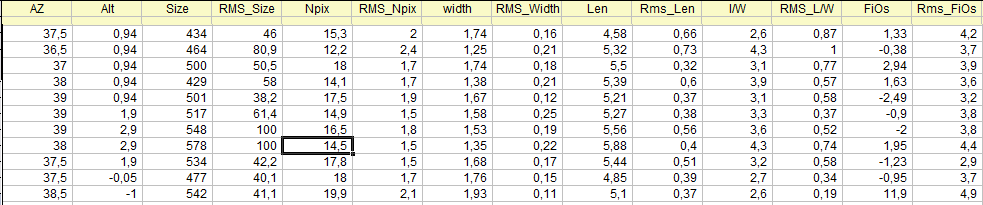 AZ Alt Size RMS_Size Npix RMS_Npix width RMS_Width Len Rms_Len l/W RMS_L/W FiOs Rms_FiOs
37,5 0,94 434 46 15,3 2 1,74 0,16 4,58 0,66 2,6 0,87 1,33 4,2
36,5 0,94 464 80,9 12,2 2,4 1,25 0,21 5,32 0,73 4,3 1 -0,38 3,7
37 0,94 500 50,5 18 1,7 1,74 0,18 5,5 0,32 3,1 0,77 2,94 3,9
38 0,94 429 58 14,1 1,7 1,38 0,21 5,39 0,6 3,9 0,57 1,63 3,6
39 0,94 501 38,2 17,5 1,9 1,67 0,12 5,21 0,37 3,1 0,58 -2,49 3,2
39 1,9 517 61,4 14,9 1,5 1,58 0,25 5,27 0,38 3,3 0,37 -0,9 3,8
39 2,9 548 100 16,5 1,8 1,53 0,19 5,56 0,56 3,6 0,52 -2 3,8
38 2,9 578 100 14,5 1,5 1,35 0,22 5,88 0,4 4,3 0,74 1,95 4,4
37,5 1,9 534 42,2 17,8 1,5 1,68 0,17 5,44 0,51 3,2 0,58 -1,23 2,9
37,5 -0,05 477 40,1 18 1,7 1,76 0,15 4,85 0,39 2,7 0,34 -0,95 3,7
38,5 -1 542 41,1 19,9 2,1 1,93 0,11 5,1 0,37 2,6 0,19 11,9 4,9